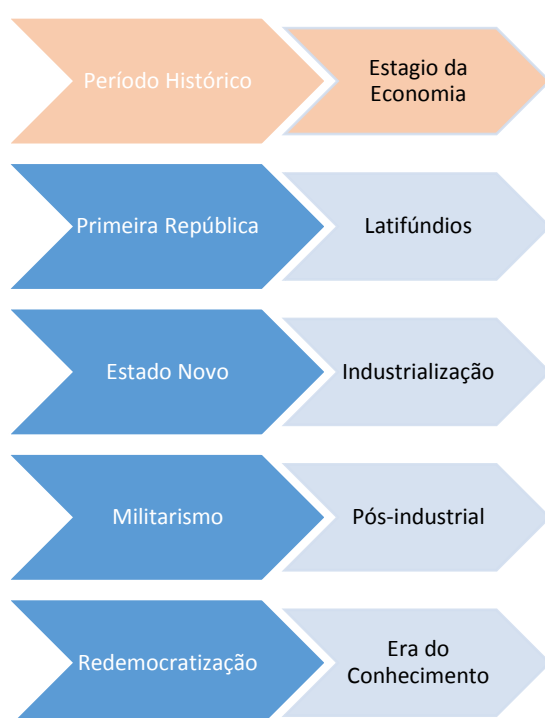 Período Histórico
Estagio da
Economia
Primeira República
Latifúndios
Estado Novo
Industrialização
Militarismo
Pós-industrial
Redemocratização
Era do
Conhecimento